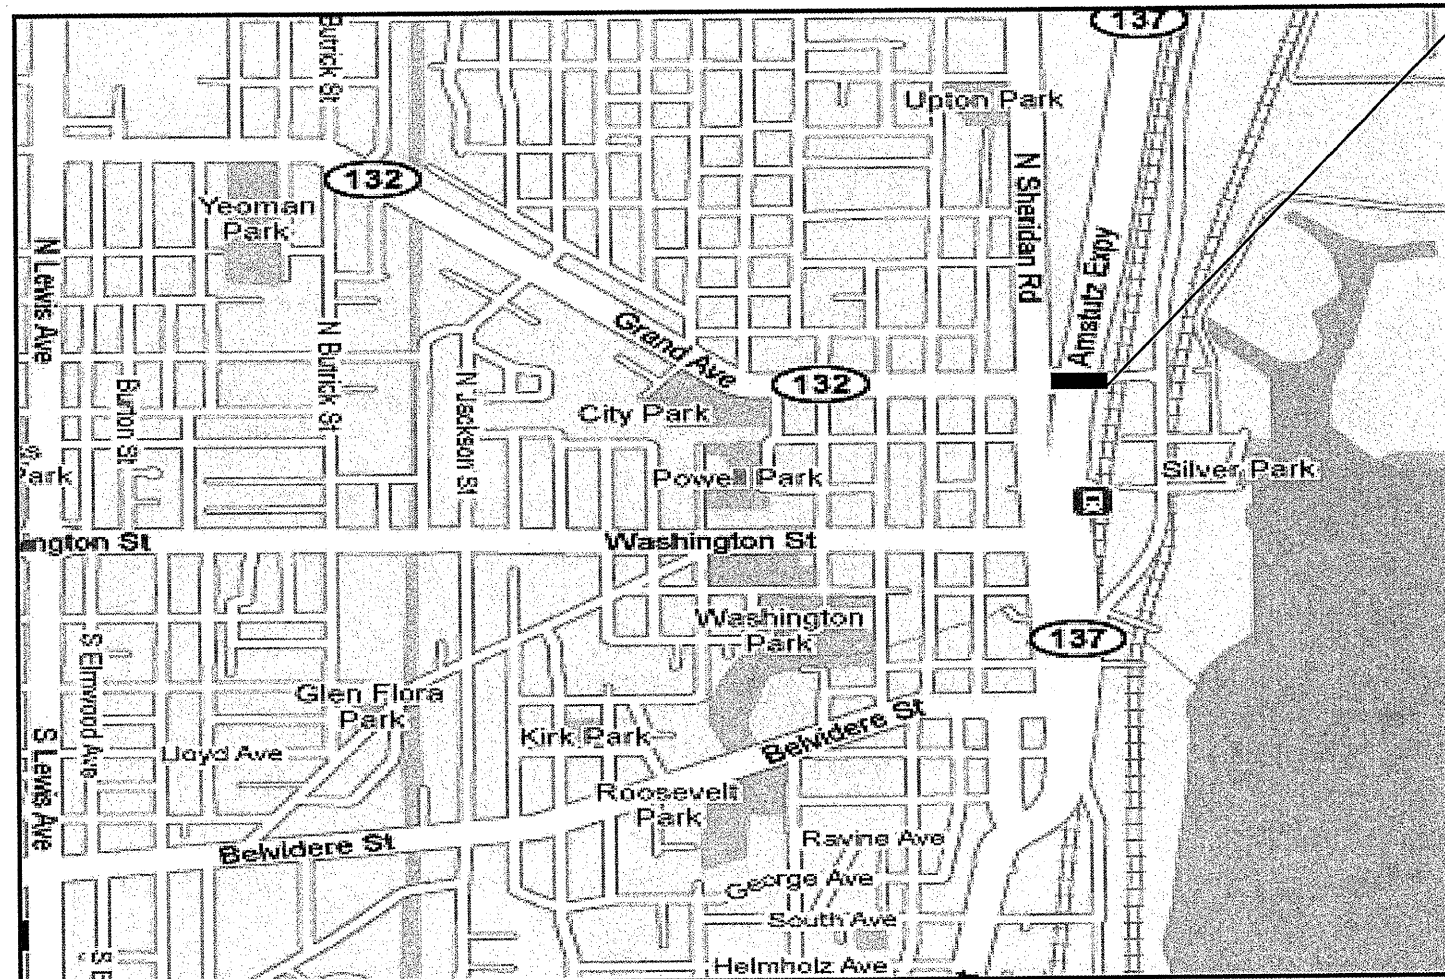 137
Butrick St
Upton Park
132
N Sheridan Rd
Yeoman
Park
N Lewis Ave
Amstutz Expy
Grand Ave
N Butrick St
132
N Jackson St
Burton St
City Park
Park
Powell Park
Silver Park
ington St
Washington St
Washington
Park
137
S Elmwood Ave
Glen Flora
Park
Belvidere St
Kirk Park
S Lewis Ave
Lloyd Ave
Roosevelt
Park
Ravine Ave
Belvidere St
George Ave
South Ave
Helmholz Ave